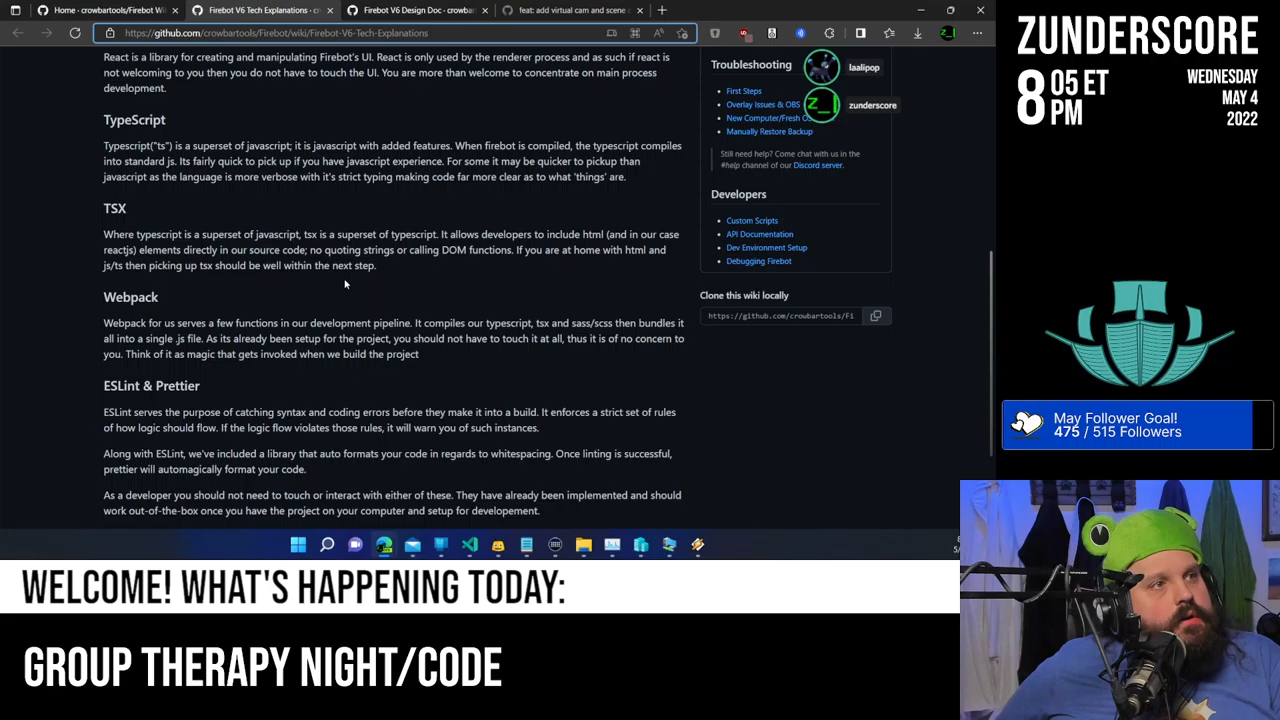 Home · crowbartools/Firebot Wi
Firebot V6 Tech Explanations · c
Firebot V6 Design Doc · crowba
feat: add virtual cam and scene c
https://github.com/crowbartools/Firebot/wiki/Firebot-V6-Tech-Explanations
React is a library for creating and manipulating Firebot's UI. React is only used by the renderer process and as such if react is
not welcoming to you then you do not have to touch the UI. You are more than welcome to concentrate on main process
development.
TypeScript
Typescript("ts") is a superset of javascript; it is javascript with added features. When firebot is compiled, the typescript compiles
into standard js. Its fairly quick to pick up if you have javascript experience. For some it may be quicker to pickup than
javascript as the language is more verbose with it's strict typing making code far more clear as to what 'things' are.
TSX
Where typescript is a superset of javascript, tsx is a superset of typescript. It allows developers to include html (and in our case
reactjs) elements directly in our source code; no quoting strings or calling DOM functions. If you are at home with html and
js/ts then picking up tsx should be well within the next step.
Webpack
Webpack for us serves a few functions in our development pipeline. It compiles our typescript, tsx and sass/scss then bundles it
all into a single .js file. As its already been setup for the project, you should not have to touch it at all, thus it is of no concern to
you. Think of it as magic that gets invoked when we build the project
ESLint & Prettier
ESLint serves the purpose of catching syntax and coding errors before they make it into a build. It enforces a strict set of rules
of how logic should flow. If the logic flow violates those rules, it will warn you of such instances.
Along with ESLint, we've included a library that auto formats your code in regards to whitespacing. Once linting is successful,
prettier will automagically format your code.
As a developer you should not need to touch or interact with either of these. They have already been implemented and should
work out-of-the-box once you have the project on your computer and setup for developement.
Troubleshooting
First Steps
Overlay Issues & OBS
New Computer/Fresh OS
Manually Restore Backup
Still need help? Come chat with us in the
#help channel of our Discord server.
Developers
Custom Scripts
API Documentation
Dev Environment Setup
Debugging Firebot
Clone this wiki locally
https://github.com/crowbartools/Fi
laalipop
z_l
zunderscore
ZUNDERSCORE
8 05 ET
PM
WEDNESDAY
MAY 4
2022
May Follower Goal!
475 / 515 Followers
WELCOME! WHAT'S HAPPENING TODAY:
GROUP THERAPY NIGHT/CODE